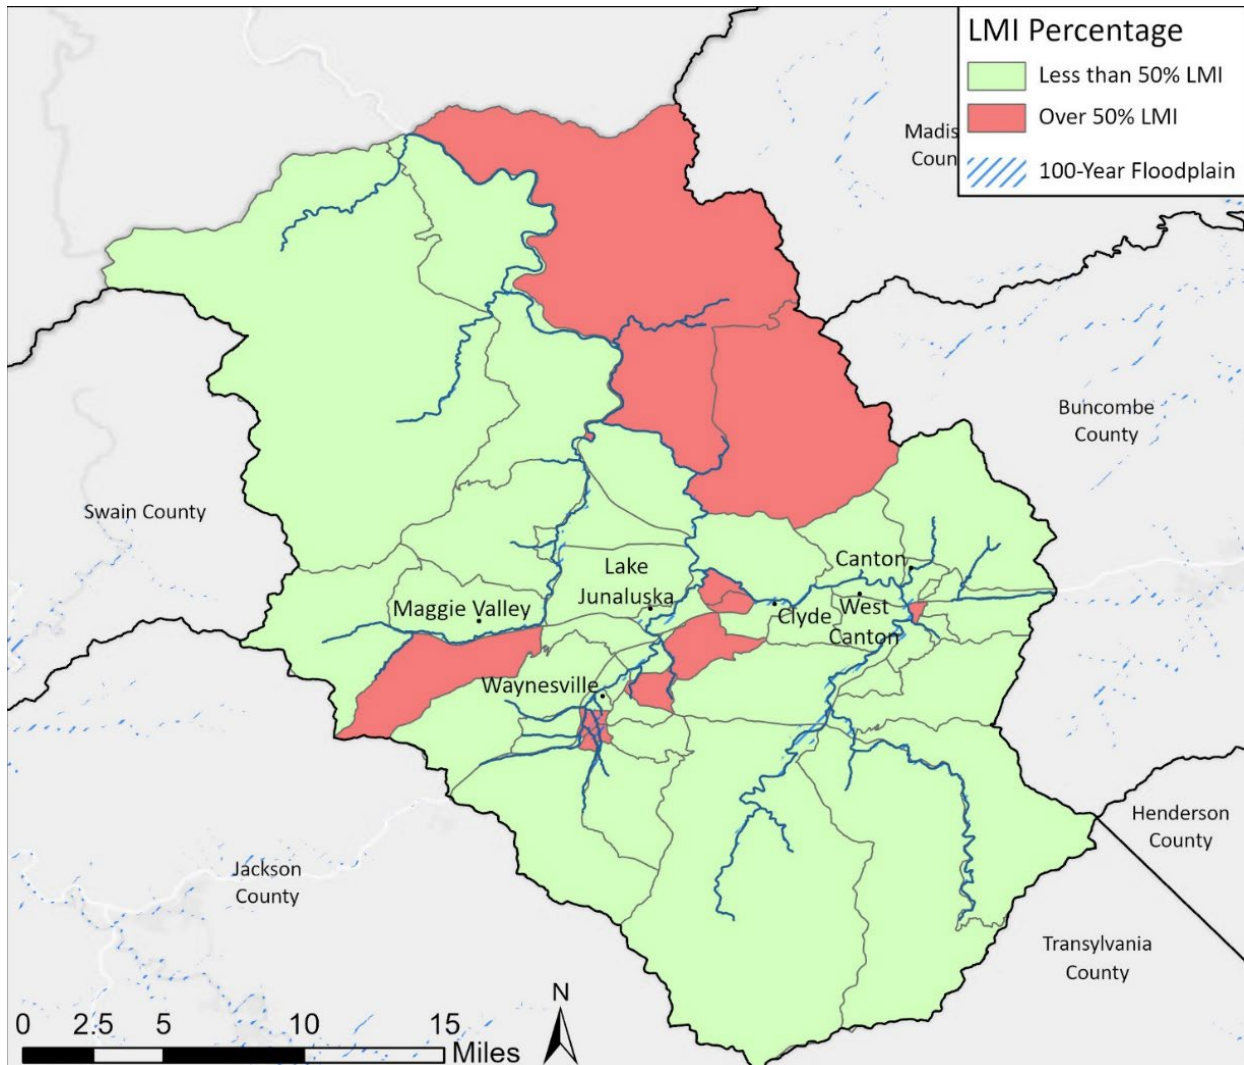 LMI Percentage
Less than 50% LMI
Over 50% LMI
100-Year Floodplain
Madis
Coun
Buncombe
County
Swain County
Canton
Lake
Junaluska
Maggie Valley
Clyde
West
Canton
Waynesville
Henderson
County
Jackson
County
Transylvania
County
N
0 2.5 5 10 15
Miles